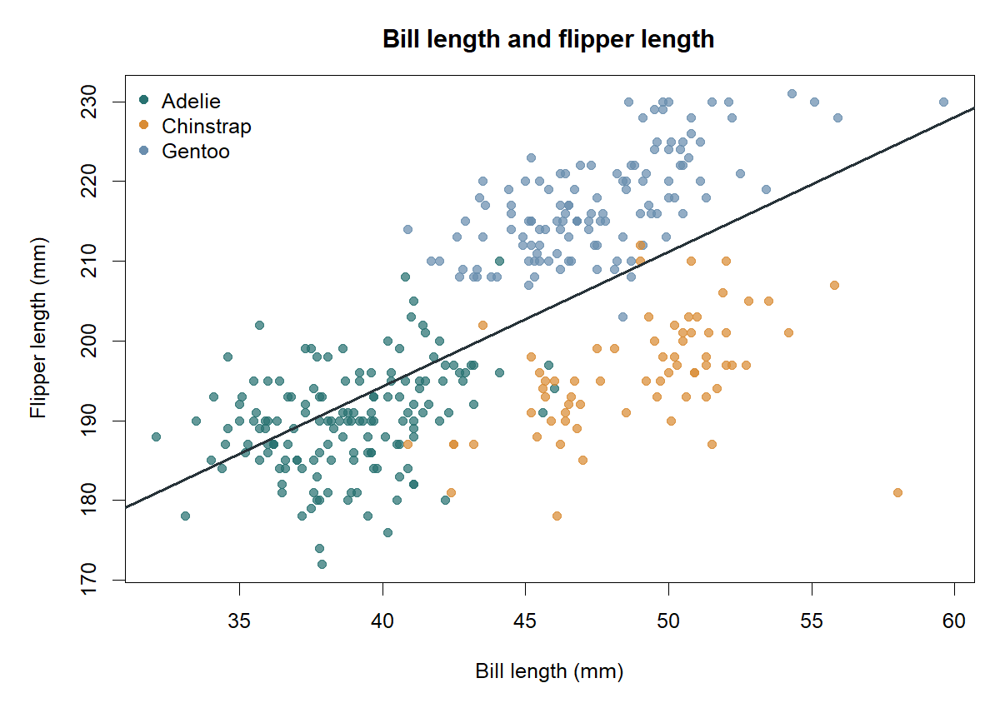 Bill length and flipper length
Adelie
Chinstrap
Gentoo
Flipper length (mm)
230
220
210
200
190
180
170
35 40 45 50 55 60
Bill length (mm)